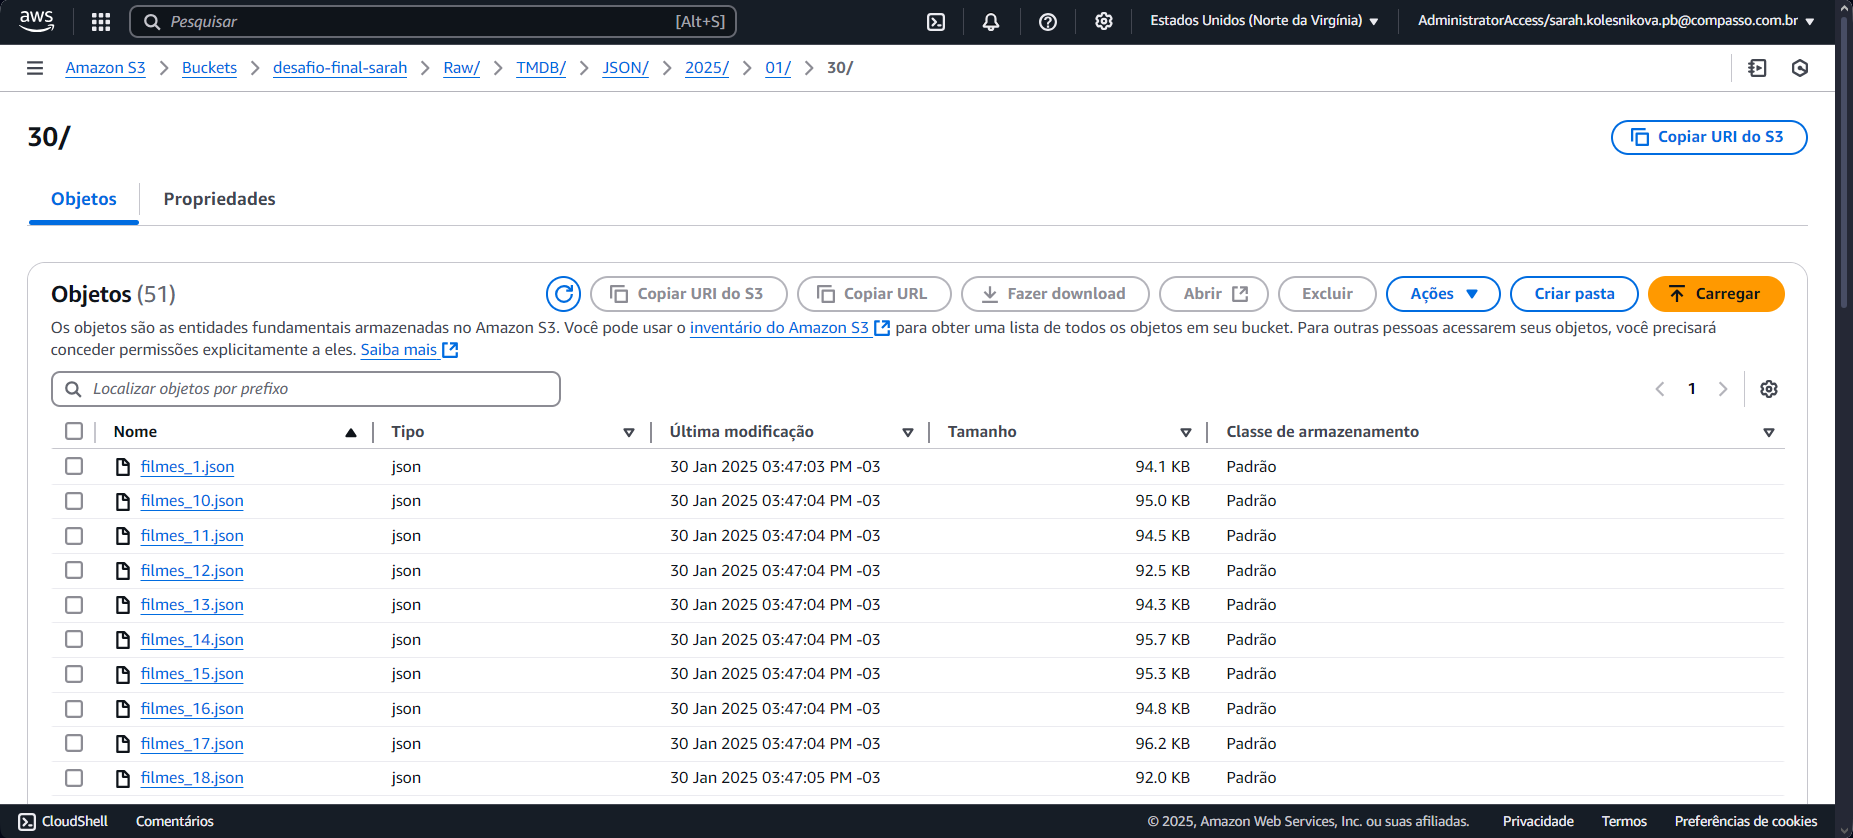 aws Pesquisar [Alt+S] Estados Unidos (Norte da Virgínia) AdministratorAccess/sarah.kolesnikova.pb@compasso.com.br
Amazon S3 Buckets desafio-final-sarah Raw/ TMDB/ JSON/ 2025/ 01/ 30/
30/ Copiar URI do S3
Objetos Propriedades
Objetos (51) Copiar URI do S3 Copiar URL Fazer download Abrir Excluir Ações Criar pasta Carregar
Os objetos são as entidades fundamentais armazenadas no Amazon S3. Você pode usar o inventário do Amazon S3 para obter uma lista de todos os objetos em seu bucket. Para outras pessoas acessarem seus objetos, você precisará
conceder permissões explicitamente a eles. Saiba mais
Localizar objetos por prefixo 1
Nome Tipo Última modificação Tamanho Classe de armazenamento
filmes_1.json json 30 Jan 2025 03:47:03 PM -03 94.1 KB Padrão
filmes_10.json json 30 Jan 2025 03:47:04 PM -03 95.0 KB Padrão
filmes_11.json json 30 Jan 2025 03:47:04 PM -03 94.5 KB Padrão
filmes_12.json json 30 Jan 2025 03:47:04 PM -03 92.5 KB Padrão
filmes_13.json json 30 Jan 2025 03:47:04 PM -03 94.3 KB Padrão
filmes_14.json json 30 Jan 2025 03:47:04 PM -03 95.7 KB Padrão
filmes_15.json json 30 Jan 2025 03:47:04 PM -03 95.3 KB Padrão
filmes_16.json json 30 Jan 2025 03:47:04 PM -03 94.8 KB Padrão
filmes_17.json json 30 Jan 2025 03:47:04 PM -03 96.2 KB Padrão
filmes_18.json json 30 Jan 2025 03:47:05 PM -03 92.0 KB Padrão
CloudShell Comentários © 2025, Amazon Web Services, Inc. ou suas afiliadas. Privacidade Termos Preferências de cookies